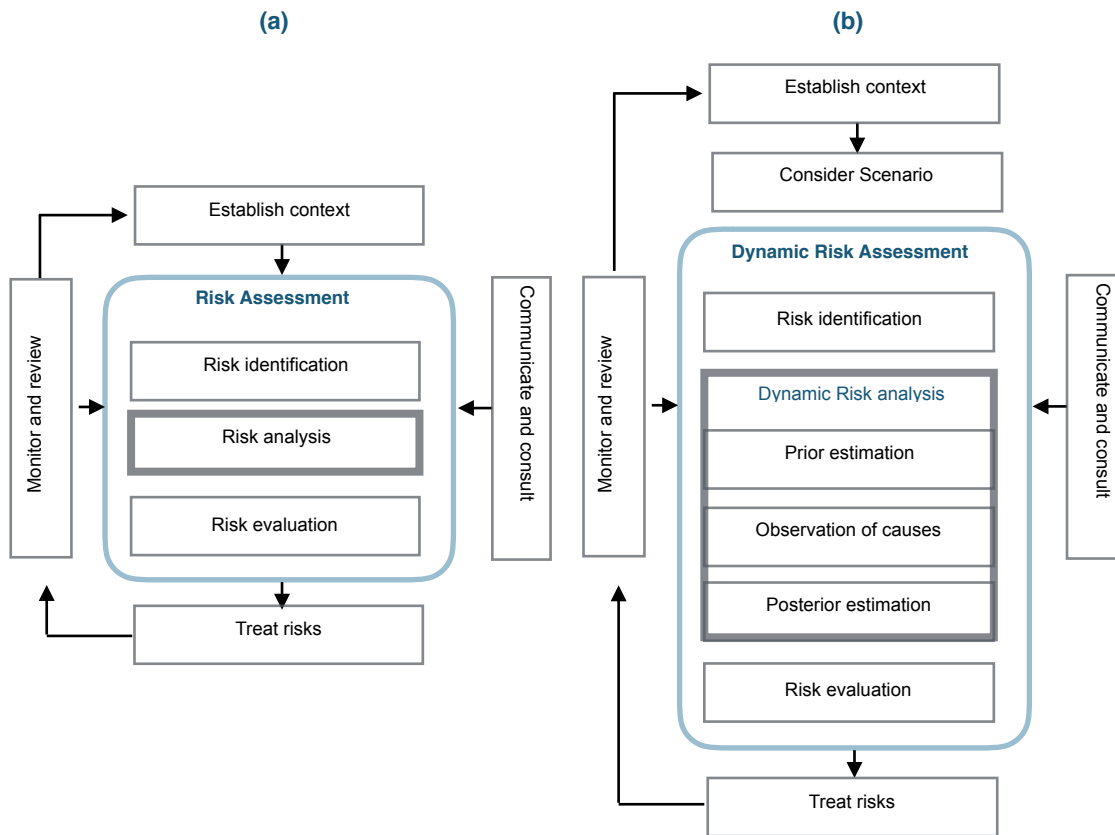 (a)
Establish context
Risk Assessment
Risk identification
Risk analysis
Risk evaluation
Treat risks
Monitor and review
Communicate and consult
(b)
Establish context
Consider Scenario
Dynamic Risk Assessment
Risk identification
Dynamic Risk analysis
Prior estimation
Observation of causes
Posterior estimation
Risk evaluation
Treat risks
Monitor and review
Communicate and consult